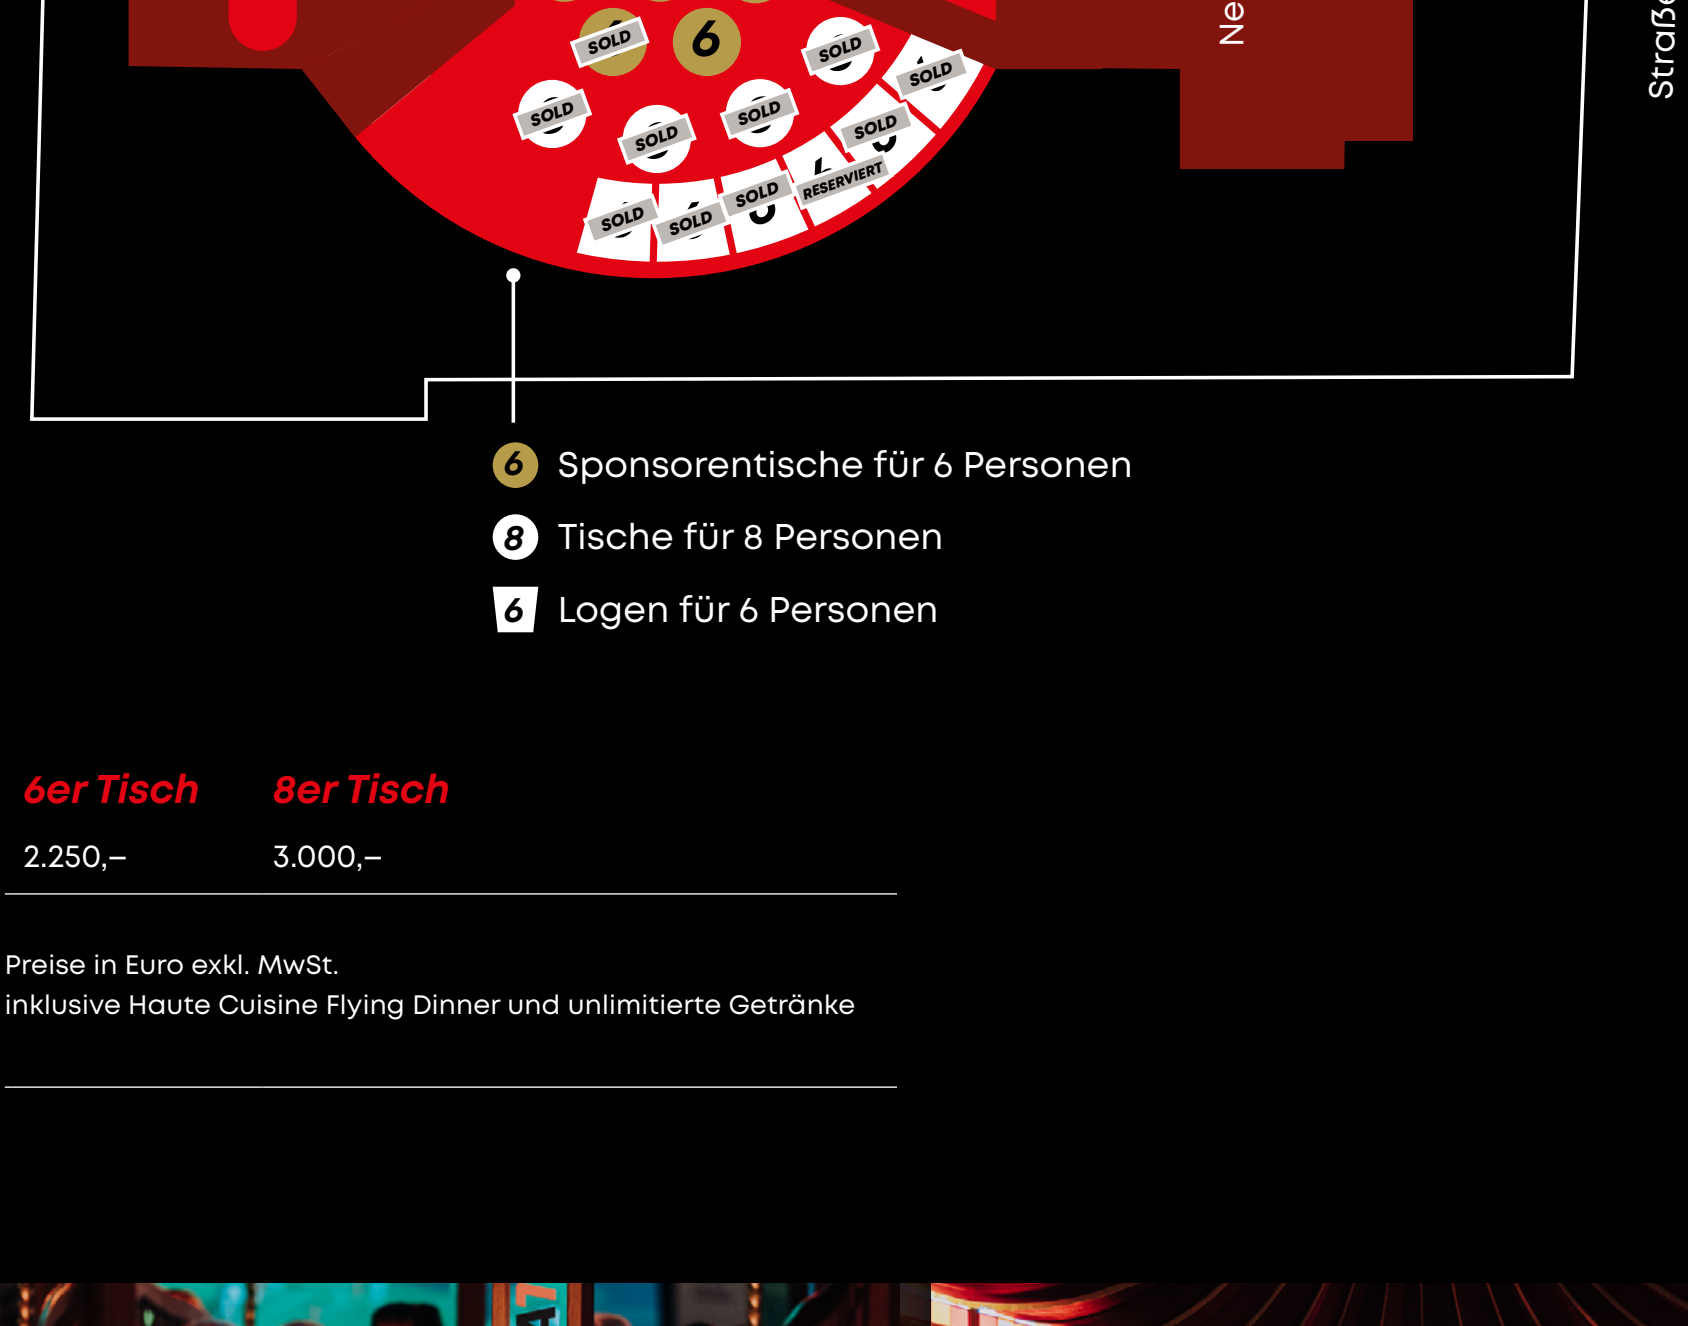 Ne
Straße
SOLD
6
SOLD
SOLD
SOLD
SOLD
SOLD
SOLD
6
RESERVIERT
SOLD
SOLD
SOLD
6 Sponsorentische für 6 Personen
8 Tische für 8 Personen
6 Logen für 6 Personen
6er Tisch 8er Tisch
2.250,– 3.000,–
Preise in Euro exkl. MwSt.
inklusive Haute Cuisine Flying Dinner und unlimitierte Getränke